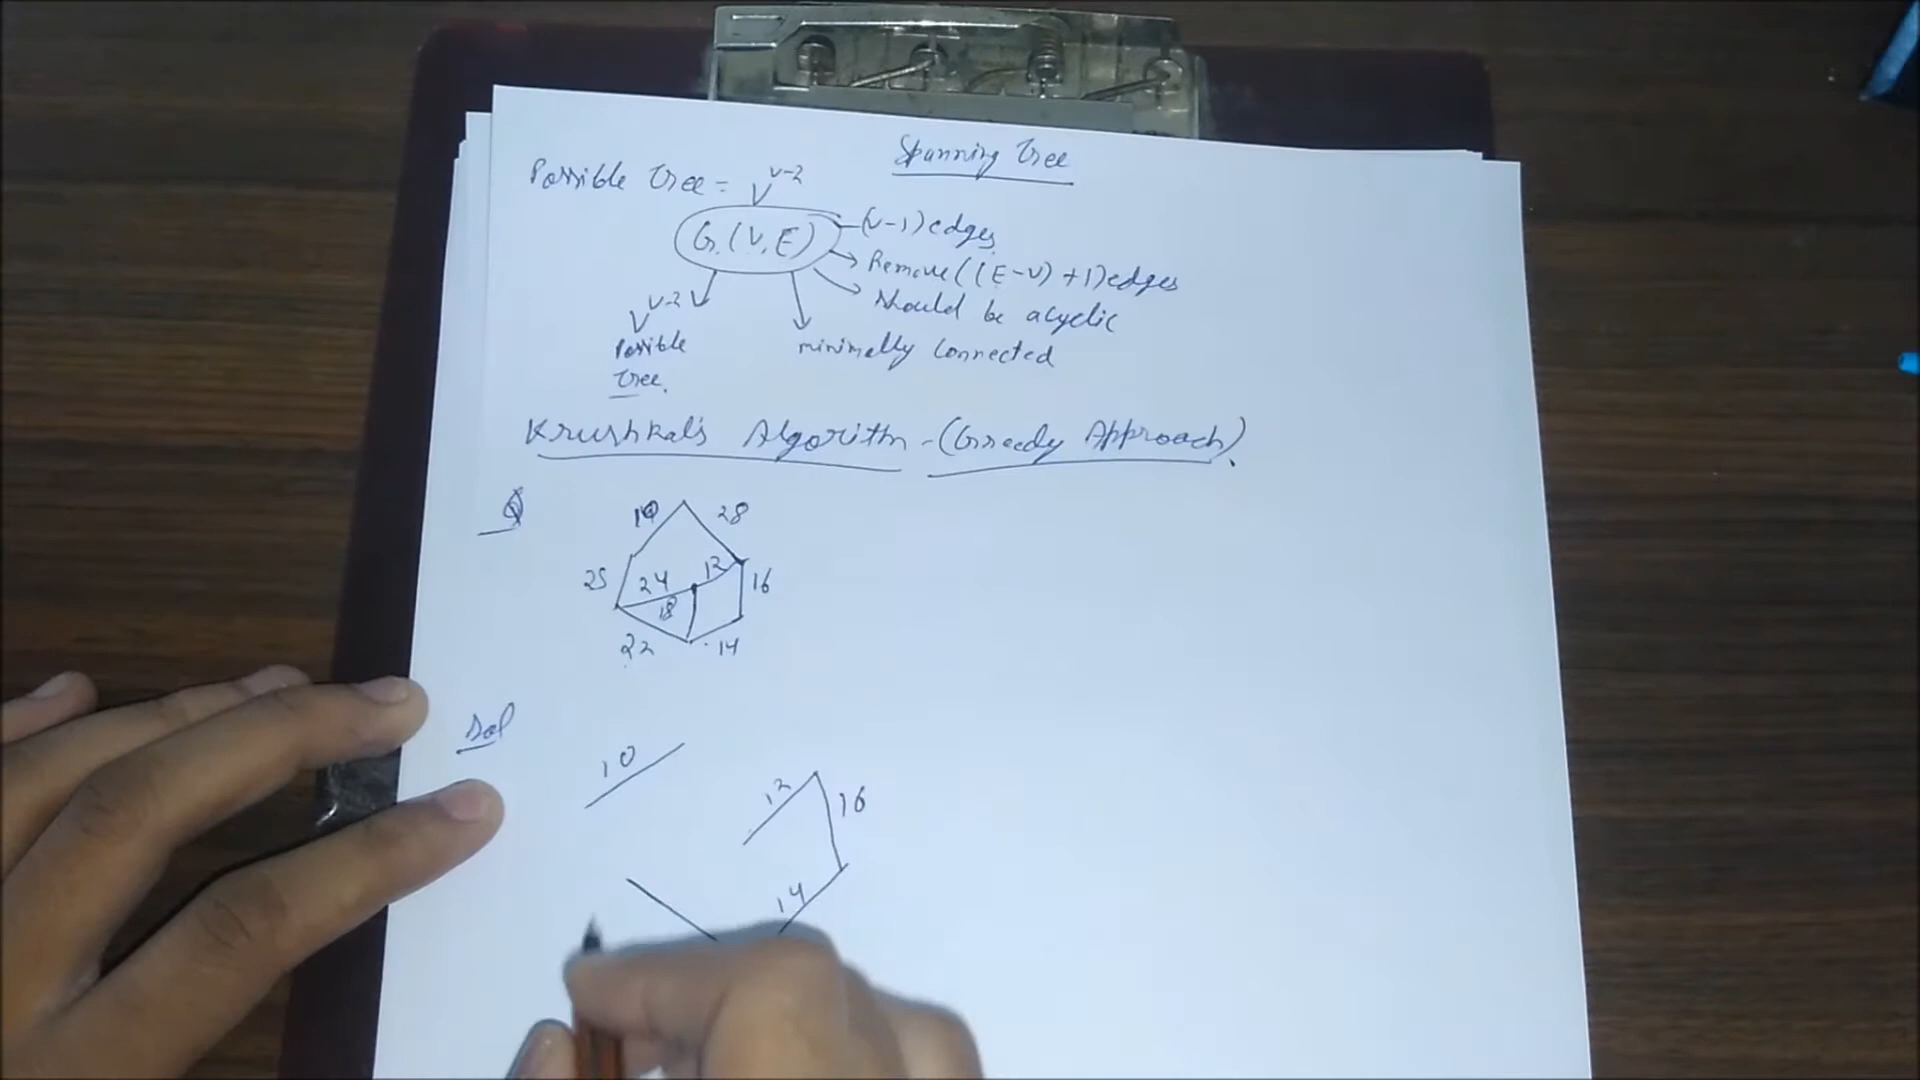 Spanning Tree
Possible Tree = V^v-2
G(V,E)
(v-1) edges
Remove((E-V)+1) edges
Should be acyclic
minimally Connected
V^v-2
Possible
Tree.
Krushkal's Algorithm - (Greedy Approach).
Q
10 28
25 24 12 16
18
22 14
Sol
10
12 16
14